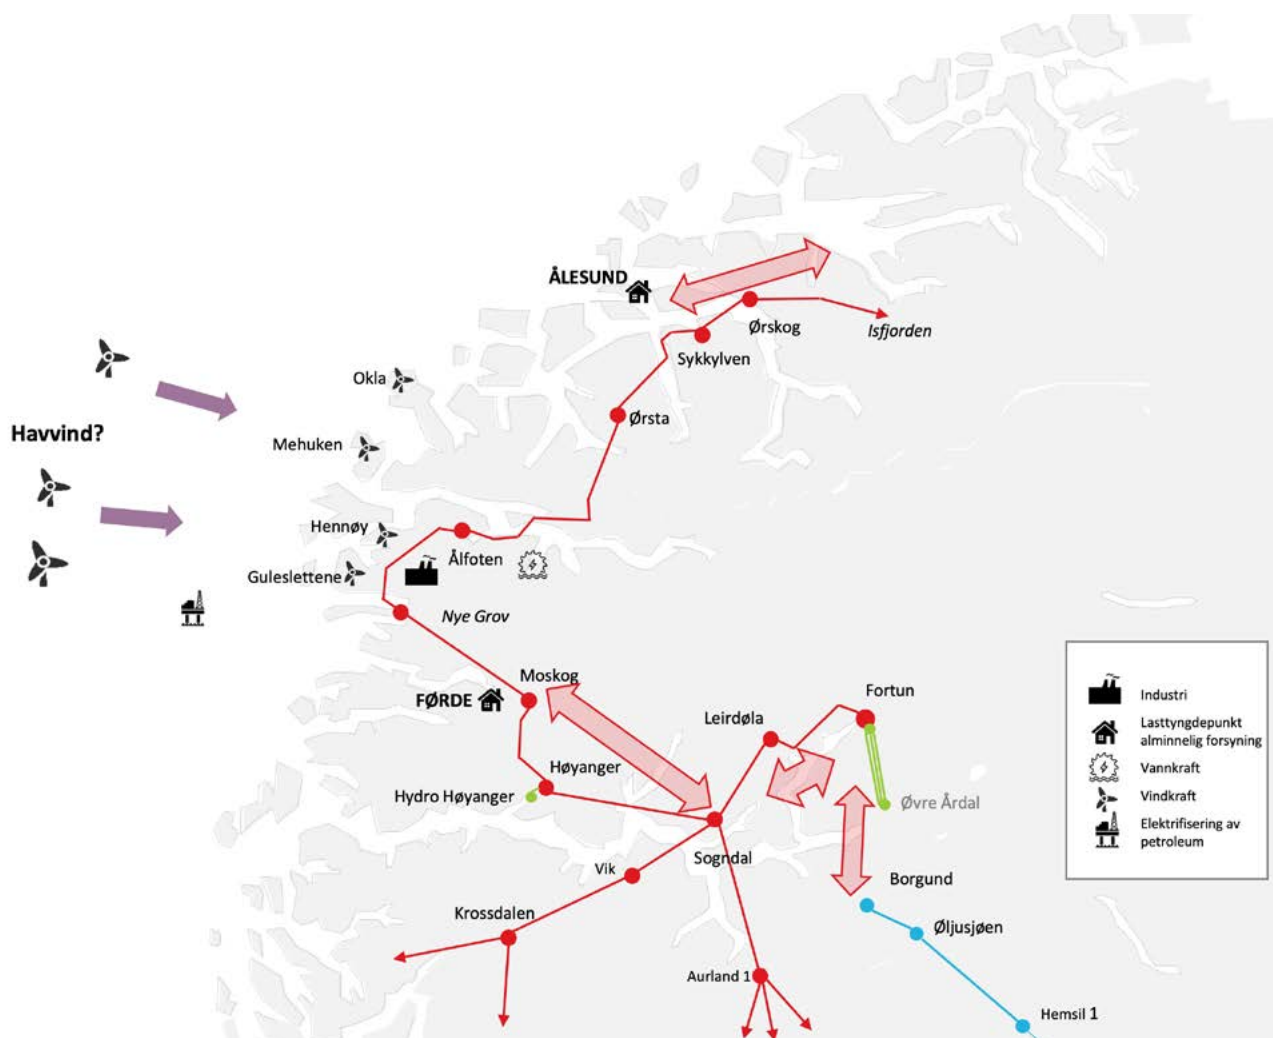 ÅLESUND
Ørskog
Isfjorden
Sykkylven
Okla
Ørsta
Havvind?
Mehuken
Hennøy
Ålfoten
Guleslettene
Nye Grov
Moskog
FØRDE
Fortun
Leirdøla
Høyanger
Hydro Høyanger
Øvre Årdal
Sogndal
Vik
Borgund
Krossdalen
Øljusjøen
Aurland 1
Hemsil 1
Industri
Lasttyngdepunkt
alminnelig forsyning
Vannkraft
Vindkraft
Elektrifisering av
petroleum